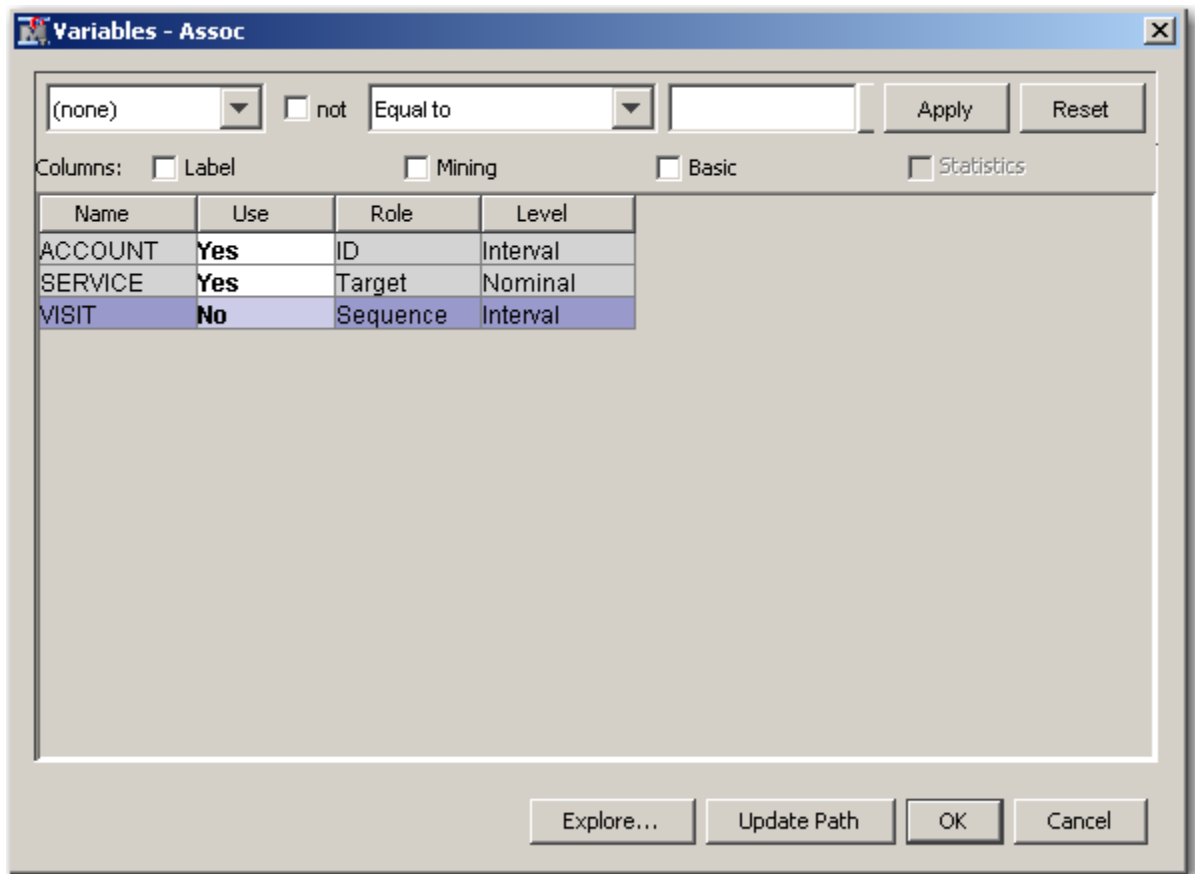 Variables - Assoc
(none) not Equal to Apply Reset
Columns: Label Mining Basic Statistics
Name Use Role Level
ACCOUNT Yes ID Interval
SERVICE Yes Target Nominal
VISIT No Sequence Interval
Explore... Update Path OK Cancel